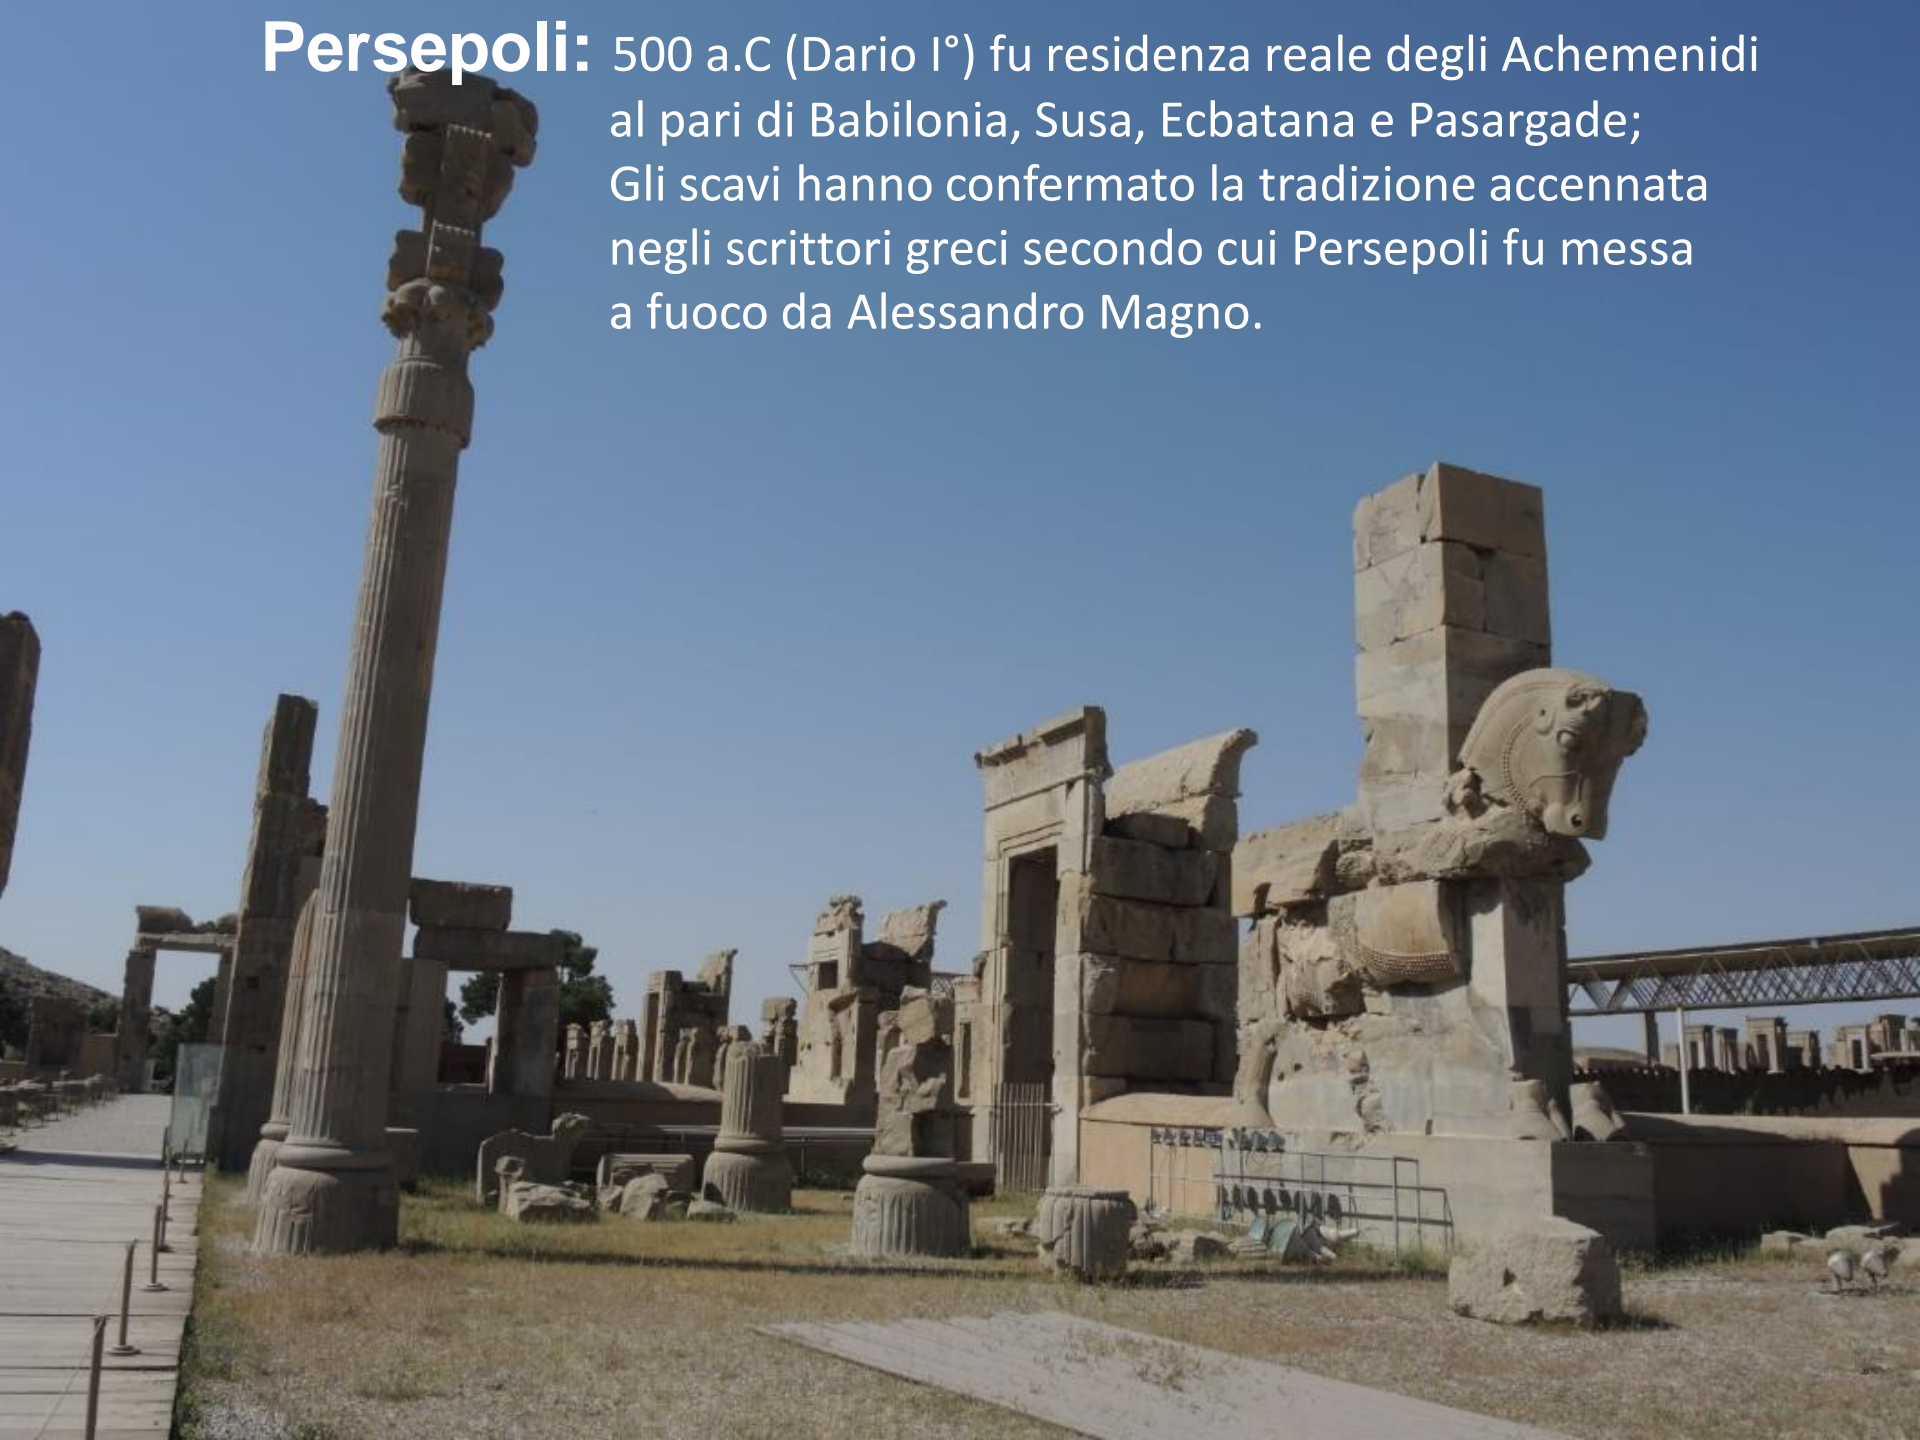 Persepoli: 500 a.C (Dario I°) fu residenza reale degli Achemenidi
al pari di Babilonia, Susa, Ecbatana e Pasargade;
Gli scavi hanno confermato la tradizione accennata
negli scrittori greci secondo cui Persepoli fu messa
a fuoco da Alessandro Magno.